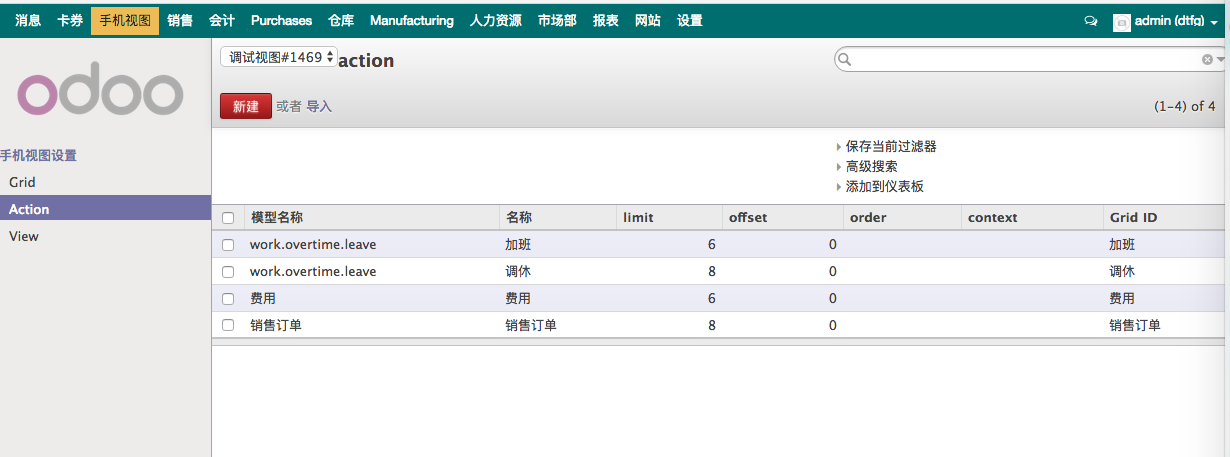 消息 卡券 手机视图 销售 会计 Purchases 仓库 Manufacturing 人力资源 市场部 报表 网站 设置 admin (dtfg)
odoo
调试视图#1469 action
新建 或者 导入 (1-4) of 4
手机视图设置
Grid
Action
View
保存当前过滤器
高级搜索
添加到仪表板
模型名称 名称 limit offset order context Grid ID
work.overtime.leave 加班 6 0 加班
work.overtime.leave 调休 8 0 调休
费用 费用 6 0 费用
销售订单 销售订单 8 0 销售订单